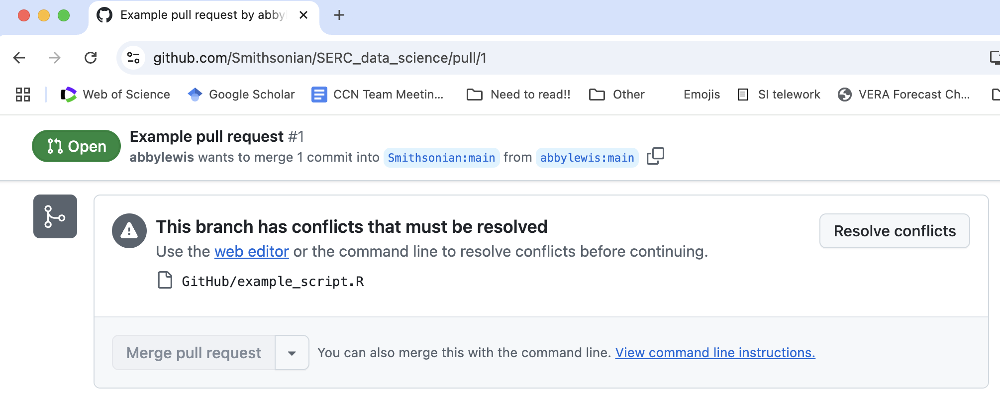 Example pull request by abby
github.com/Smithsonian/SERC_data_science/pull/1
Web of Science Google Scholar CCN Team Meetin... Need to read!! Other Emojis SI telework VERA Forecast Ch...
Open
Example pull request #1
abbylewis wants to merge 1 commit into Smithsonian:main from abbylewis:main
This branch has conflicts that must be resolved
Resolve conflicts
Use the web editor or the command line to resolve conflicts before continuing.
GitHub/example_script.R
Merge pull request You can also merge this with the command line. View command line instructions.